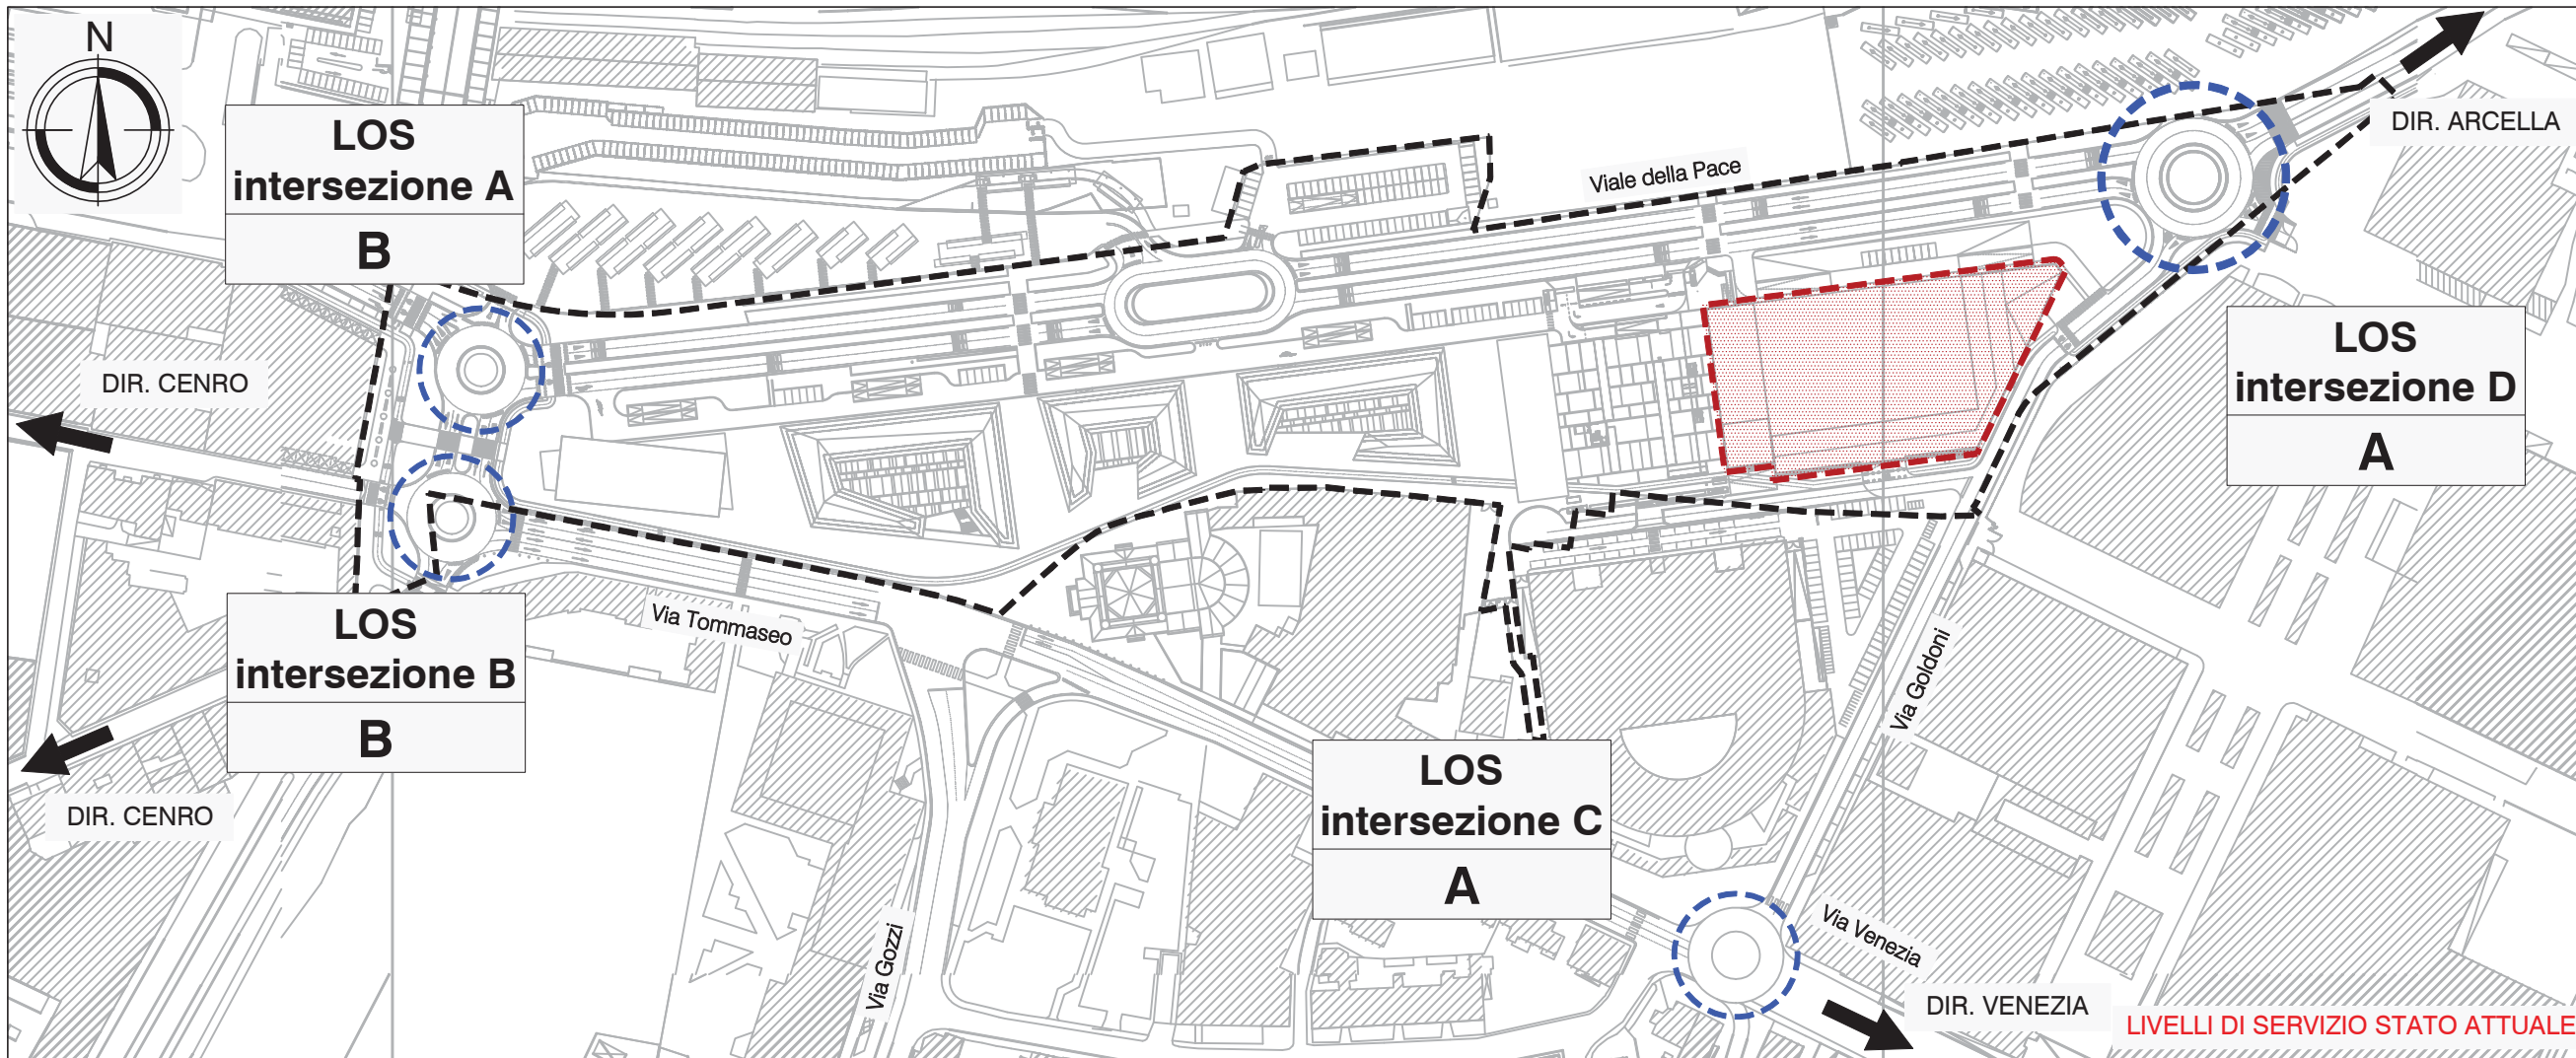 N
LOS
intersezione A
B
DIR. ARCELLA
Viale della Pace
DIR. CENRO
LOS
intersezione D
A
LOS
intersezione B
B
Via Tommaseo
Via Goldoni
DIR. CENRO
LOS
intersezione C
A
Via Gozzi
Via Venezia
DIR. VENEZIA
LIVELLI DI SERVIZIO STATO ATTUALE